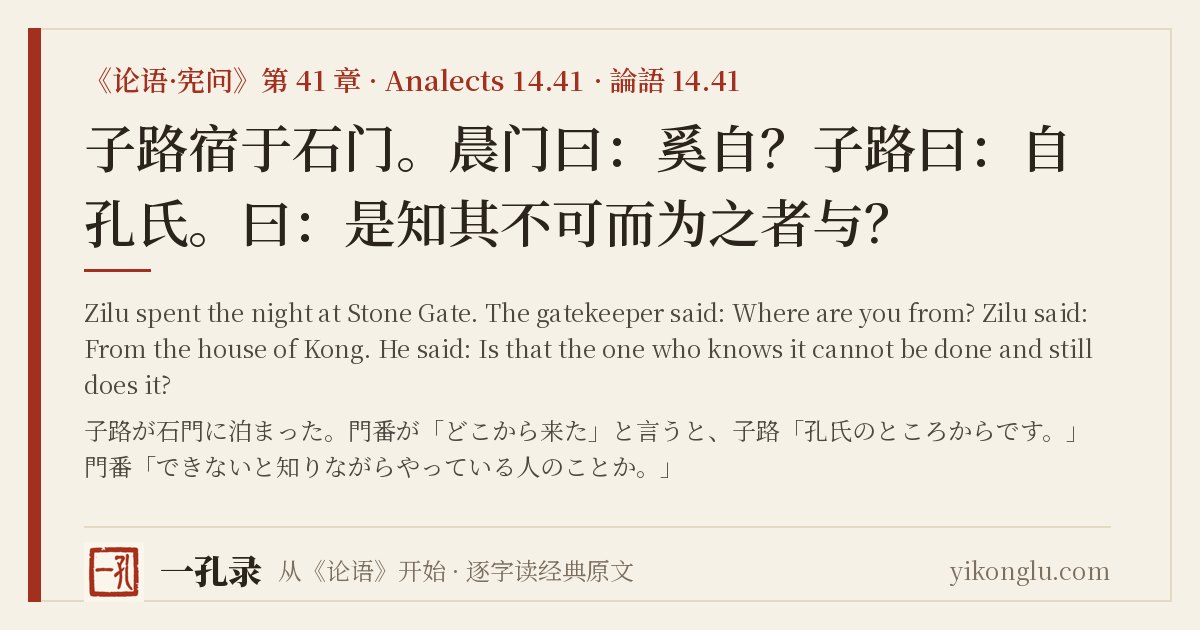 《论语·宪问》第 41 章 · Analects 14.41 · 論語 14.41
子路宿于石门。晨门曰：奚自？子路曰：自
孔氏。曰：是知其不可而为之者与？
Zilu spent the night at Stone Gate. The gatekeeper said: Where are you from? Zilu said:
From the house of Kong. He said: Is that the one who knows it cannot be done and still
does it?
子路が石門に泊まった。門番が「どこから来た」と言うと、子路「孔氏のところからです。」
門番「できないと知りながらやっている人のことか。」
一孔
一孔录
从《论语》开始 · 逐字读经典原文
yikonglu.com